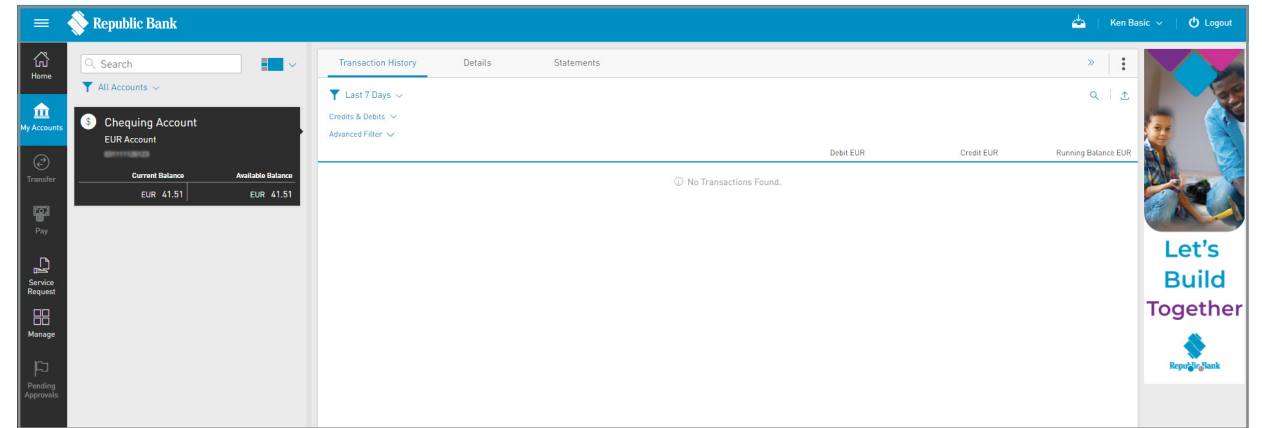 Republic Bank
Ken Basic
Logout
Home
My Accounts
Transfer
Pay
Service
Request
Manage
Pending
Approvals
Search
All Accounts
$ Chequing Account
EUR Account
Current Balance Available Balance
EUR 41.51 EUR 41.51
Transaction History Details Statements
Last 7 Days
Credits & Debits
Advanced Filter
Debit EUR Credit EUR Running Balance EUR
No Transactions Found.
Let's
Build
Together
Republic Bank